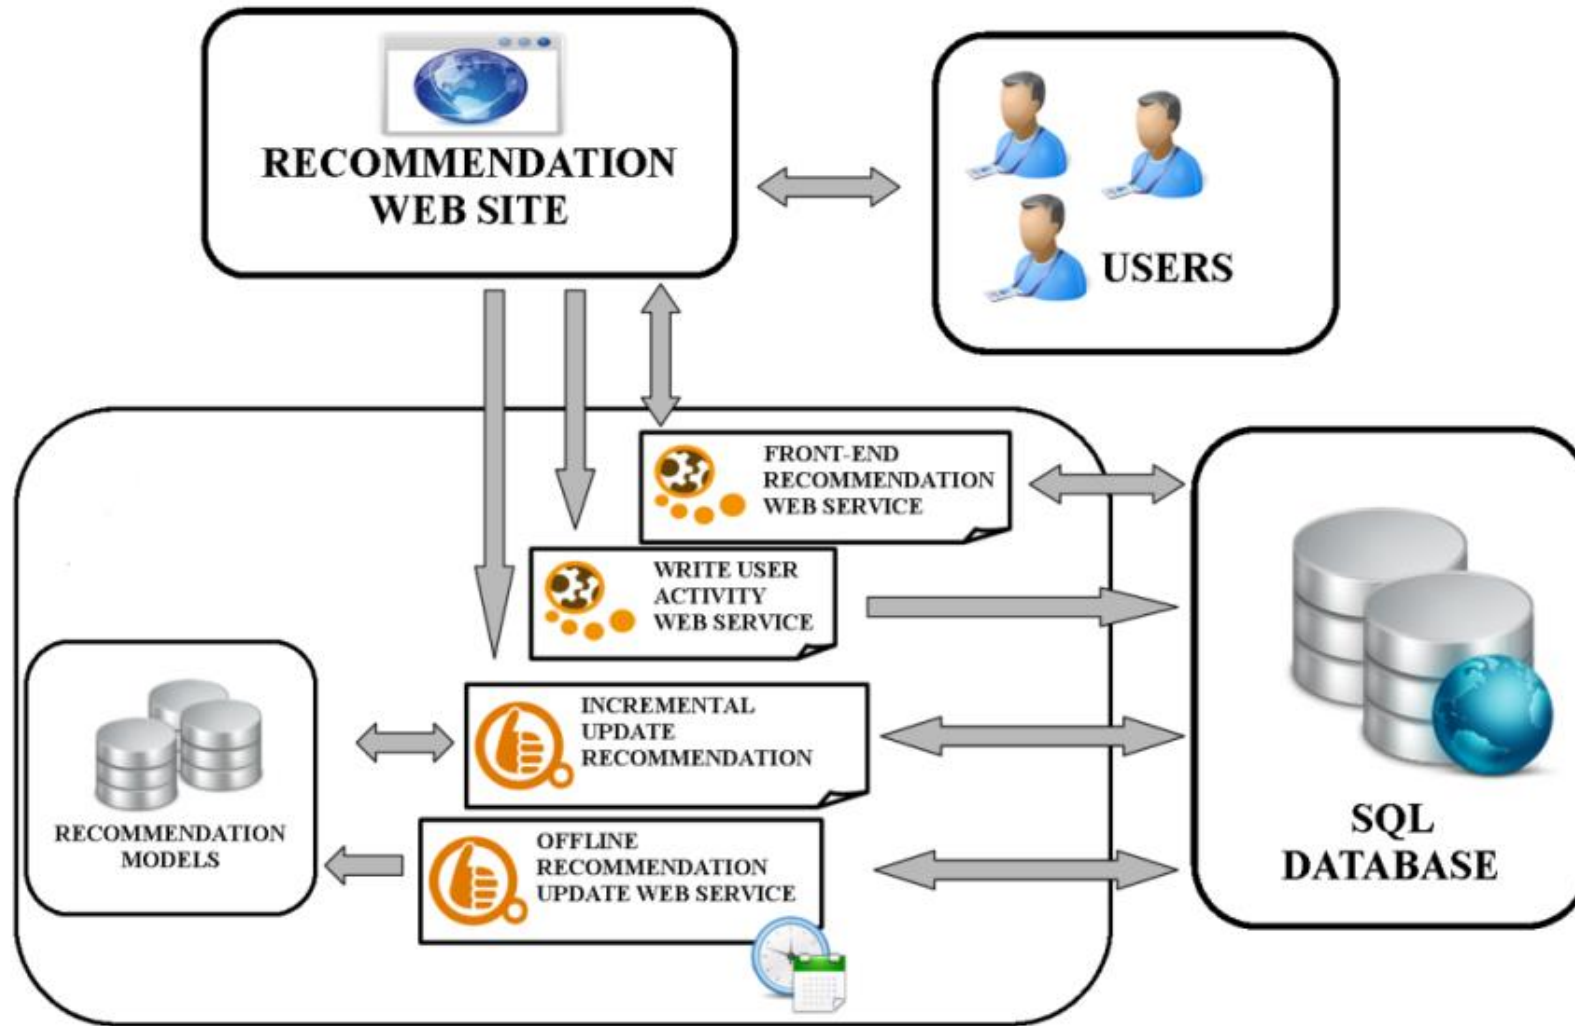 RECOMMENDATION
WEB SITE
USERS
FRONT-END
RECOMMENDATION
WEB SERVICE
WRITE USER
ACTIVITY
WEB SERVICE
INCREMENTAL
UPDATE
RECOMMENDATION
RECOMMENDATION
MODELS
OFFLINE
RECOMMENDATION
UPDATE WEB SERVICE
SQL
DATABASE